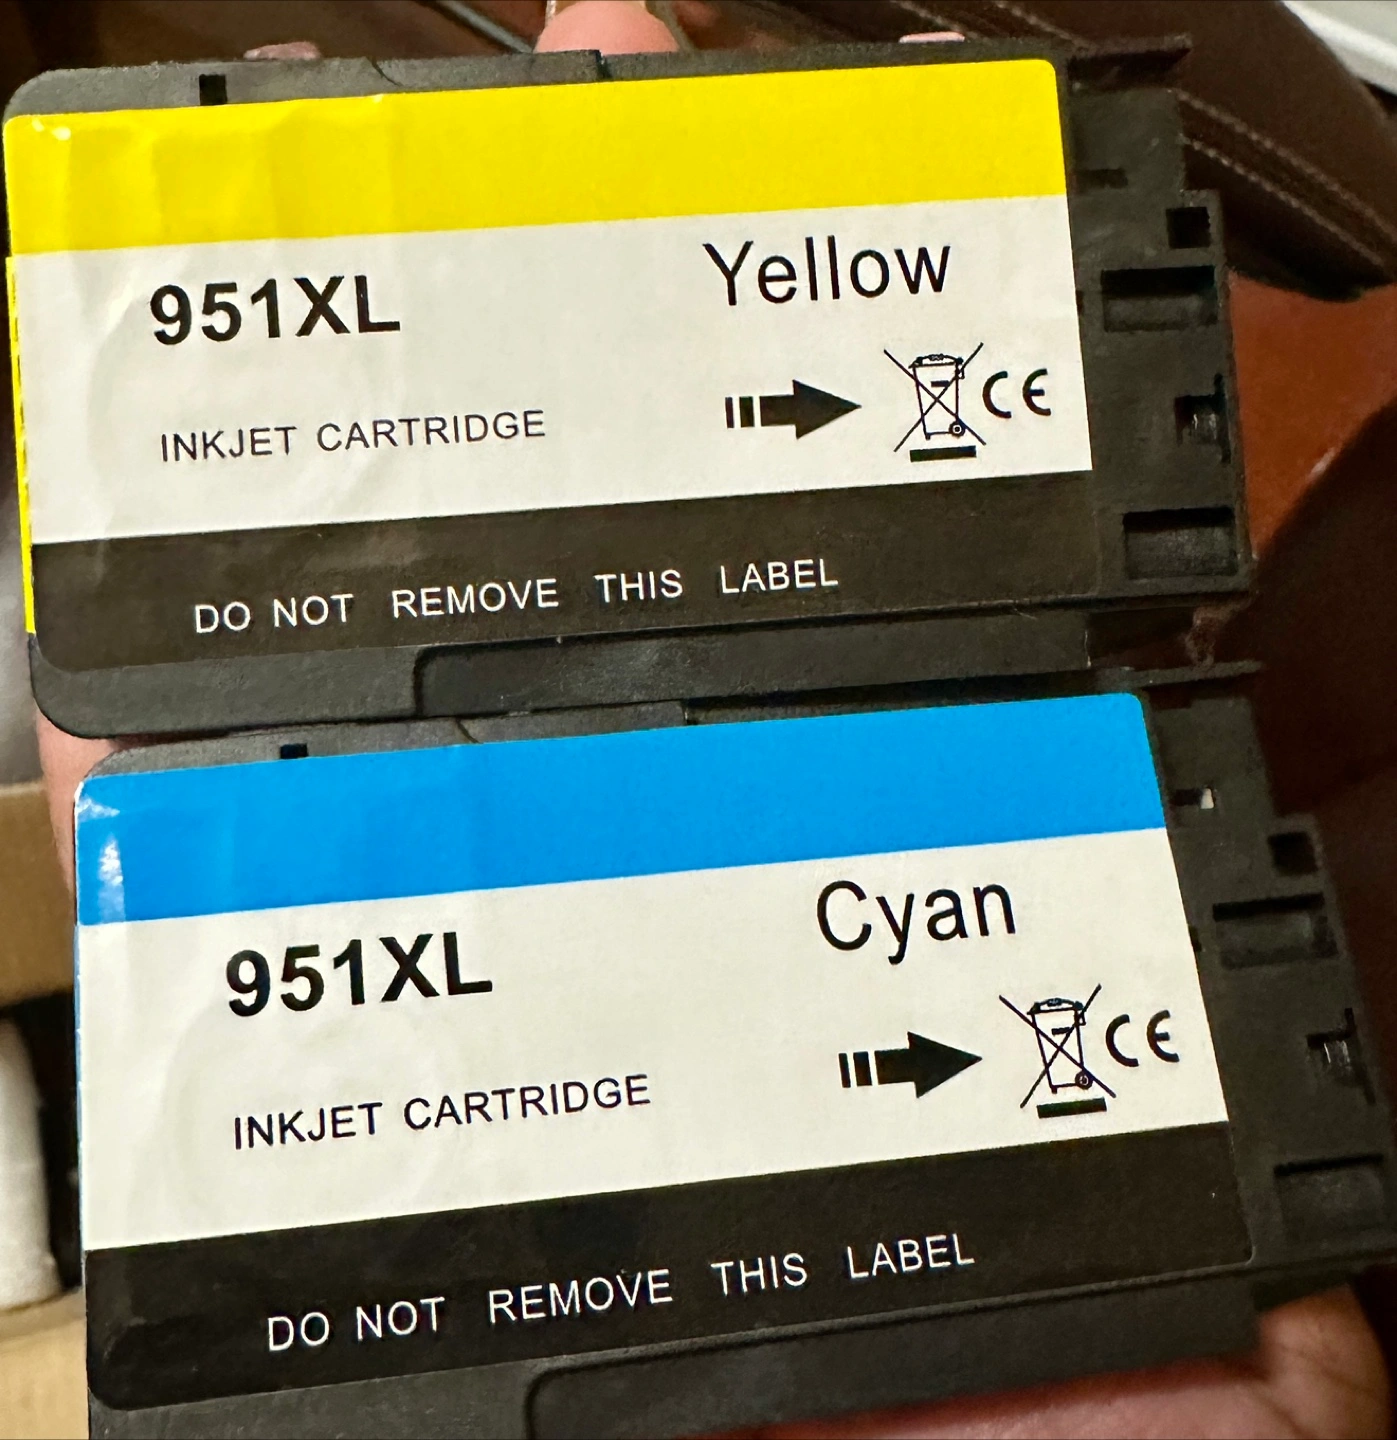 951XL
Yellow
INKJET CARTRIDGE
CE
DO NOT REMOVE THIS LABEL
951XL
Cyan
INKJET CARTRIDGE
CE
DO NOT REMOVE THIS LABEL